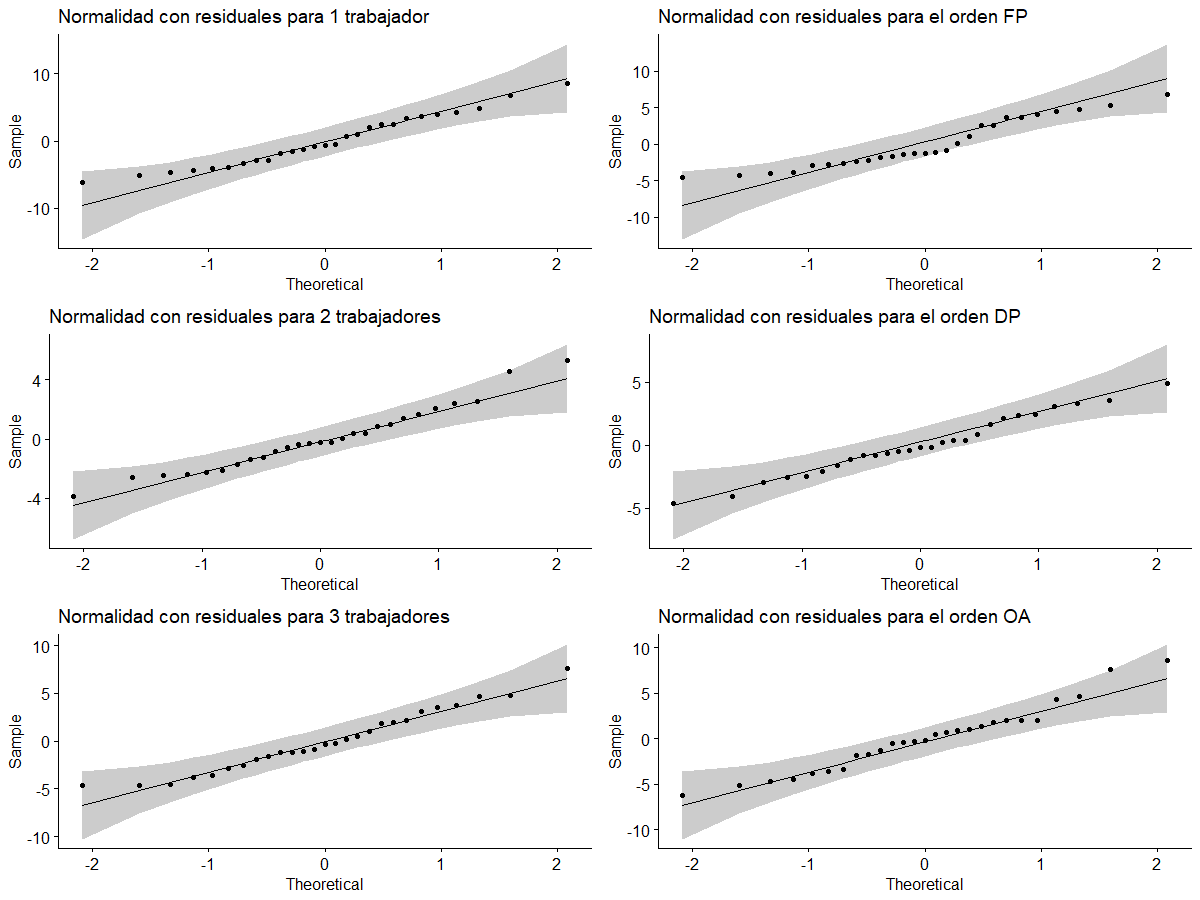 Normalidad con residuales para 1 trabajador
Sample
10
0
-10
-2 -1 0 1 2
Theoretical
Normalidad con residuales para el orden FP
Sample
10
5
0
-5
-10
-2 -1 0 1 2
Theoretical
Normalidad con residuales para 2 trabajadores
Sample
4
0
-4
-2 -1 0 1 2
Theoretical
Normalidad con residuales para el orden DP
Sample
5
0
-5
-2 -1 0 1 2
Theoretical
Normalidad con residuales para 3 trabajadores
Sample
10
5
0
-5
-10
-2 -1 0 1 2
Theoretical
Normalidad con residuales para el orden OA
Sample
10
5
0
-5
-10
-2 -1 0 1 2
Theoretical